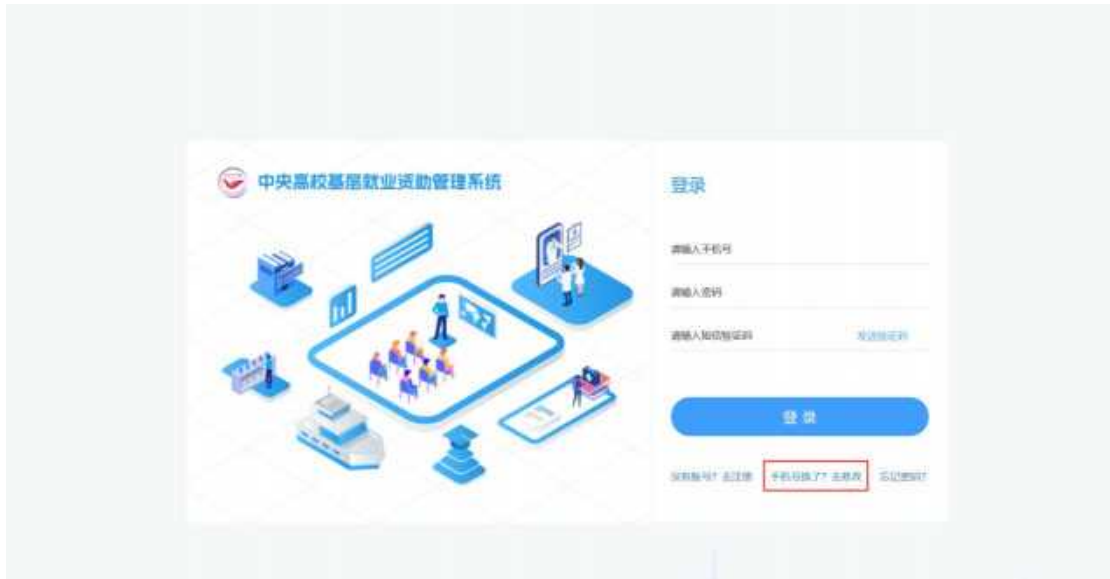 中央高校基层就业资助管理系统
登录
请输入手机号
请输入密码
请输入短信验证码
发送验证码
登 录
没有账号？去注册 手机号换了？去修改 忘记密码？